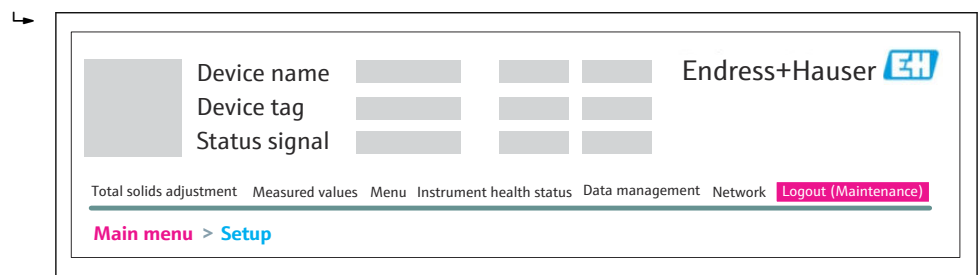 Device name
Endress+Hauser EH
Device tag
Status signal
Total solids adjustment Measured values Menu Instrument health status Data management Network Logout (Maintenance)
Main menu > Setup